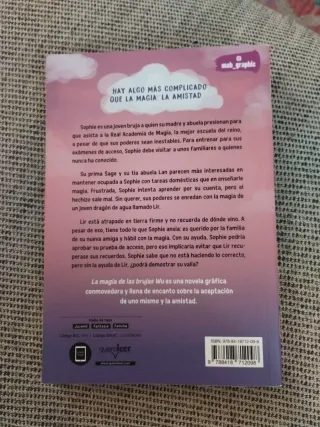 mab_graphic
HAY ALGO MÁS COMPLICADO
QUE LA MAGIA: LA AMISTAD
Sophie es una joven bruja a quien su madre y abuela presionan para
que asista a la Real Academia de Magia, la mejor escuela del reino,
a pesar de que sus poderes sean inestables. Para entrenar para sus
exámenes de acceso, Sophie debe visitar a unos familiares a quienes
nunca ha conocido.
Su prima Sage y su tía abuela Lan parecen más interesadas en
mantener ocupada a Sophie con tareas domésticas que en enseñarle
magia. Frustrada, Sophie intenta aprender por su cuenta, pero al
hechizo sale mal. Sin querer, sus poderes se enredan con la magia de
un joven dragón de agua llamado Lir.
Lir está atrapado en tierra firme y no recuerda de dónde vino. A
pesar de eso, tiene todo lo que Sophie ansía: es querido por la familia
de su nueva amiga y hábil con la magia. Con su ayuda, Sophie podría
aprobar su prueba de acceso, pero eso implicaría evitar que Lir recu-
perase sus recuerdos. Sophie sabe que no está haciendo lo correcto,
pero sin la ayuda de Lir, ¿podrá demostrar su valía?
La magia de las brujas Wu es una novela gráfica
conmovedora y llena de encanto sobre la aceptación
de uno mismo y la amistad.
Juvenil Fantasía Familia
quieroleer